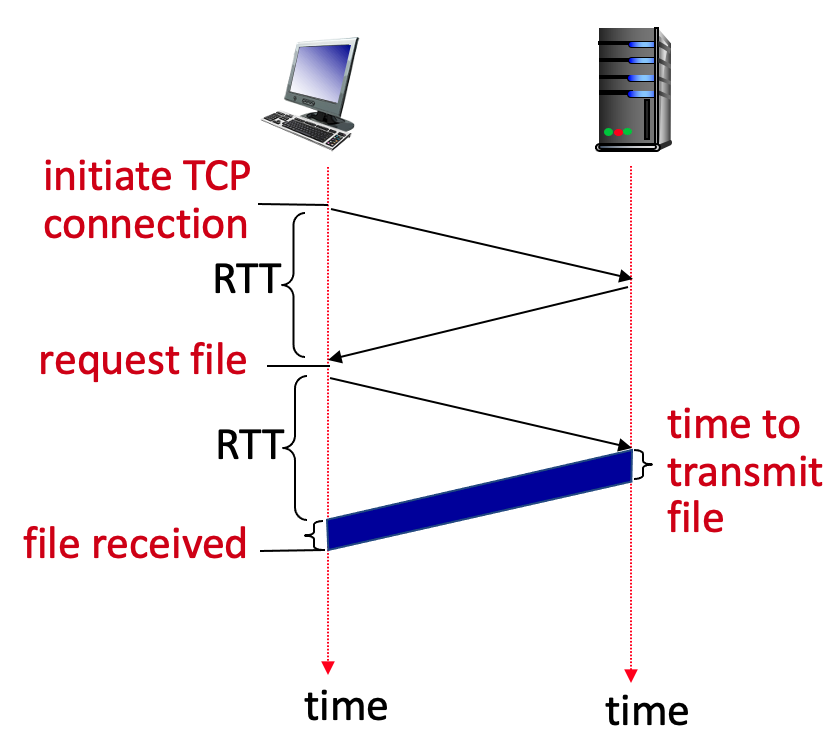 initiate TCP
connection
RTT
request file
RTT
time to
transmit
file
file received
time
time